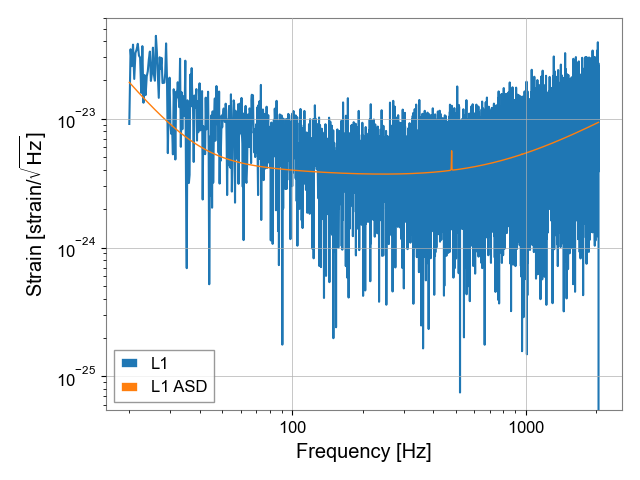 Strain [strain/√Hz]
10⁻²³
10⁻²⁴
10⁻²⁵
L1
L1 ASD
100
1000
Frequency [Hz]